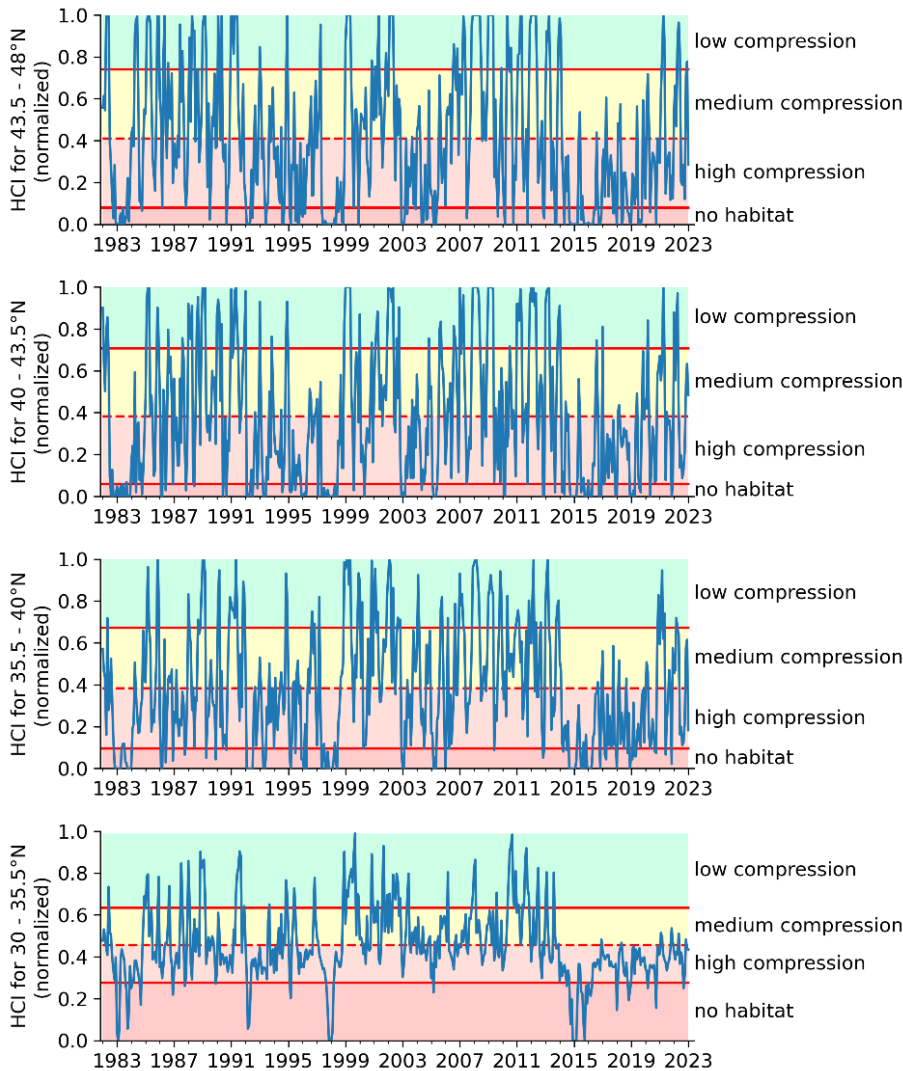 HCI for 43.5 - 48°N
(normalized)
1.0
0.8
0.6
0.4
0.2
0.0
low compression
medium compression
high compression
no habitat
1983 1987 1991 1995 1999 2003 2007 2011 2015 2019 2023
HCI for 40 - 43.5°N
(normalized)
1.0
0.8
0.6
0.4
0.2
0.0
low compression
medium compression
high compression
no habitat
1983 1987 1991 1995 1999 2003 2007 2011 2015 2019 2023
HCI for 35.5 - 40°N
(normalized)
1.0
0.8
0.6
0.4
0.2
0.0
low compression
medium compression
high compression
no habitat
1983 1987 1991 1995 1999 2003 2007 2011 2015 2019 2023
HCI for 30 - 35.5°N
(normalized)
1.0
0.8
0.6
0.4
0.2
0.0
low compression
medium compression
high compression
no habitat
1983 1987 1991 1995 1999 2003 2007 2011 2015 2019 2023